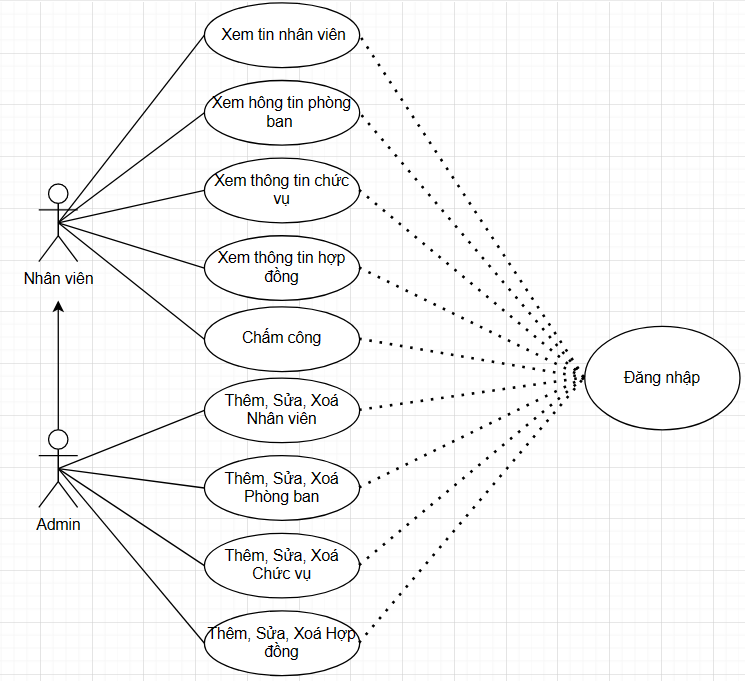 Xem tin nhân viên
Xem hông tin phòng
ban
Xem thông tin chức
vụ
Nhân viên
Xem thông tin hợp
đồng
Chấm công
Đăng nhập
Thêm, Sửa, Xoá
Nhân viên
Thêm, Sửa, Xoá
Phòng ban
Admin
Thêm, Sửa, Xoá
Chức vụ
Thêm, Sửa, Xoá Hợp
đồng